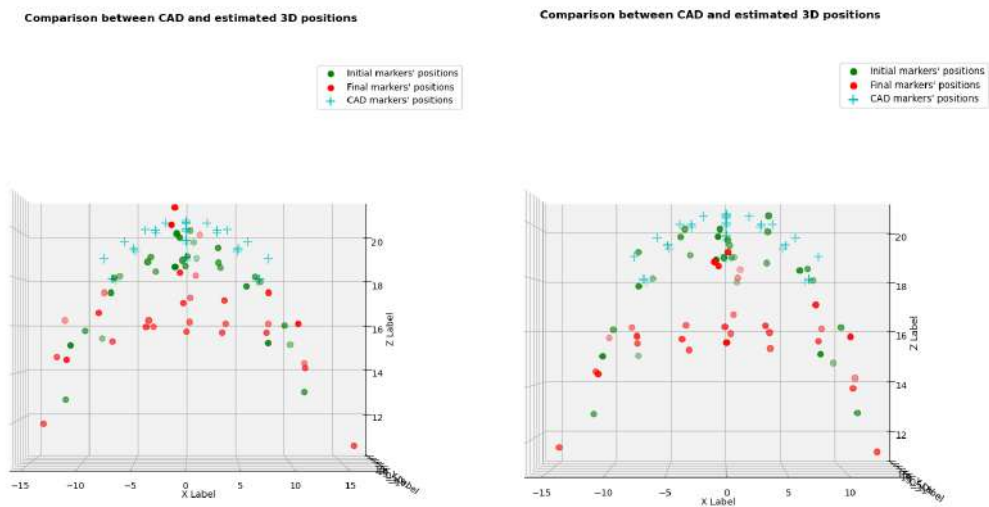 Comparison between CAD and estimated 3D positions
Initial markers' positions
Final markers' positions
CAD markers' positions
20
18
16
14
12
Z Label
−15
−10
−5
0
5
10
15
X Label
Comparison between CAD and estimated 3D positions
Initial markers' positions
Final markers' positions
CAD markers' positions
20
18
16
14
12
Z Label
−15
−10
−5
0
5
10
X Label